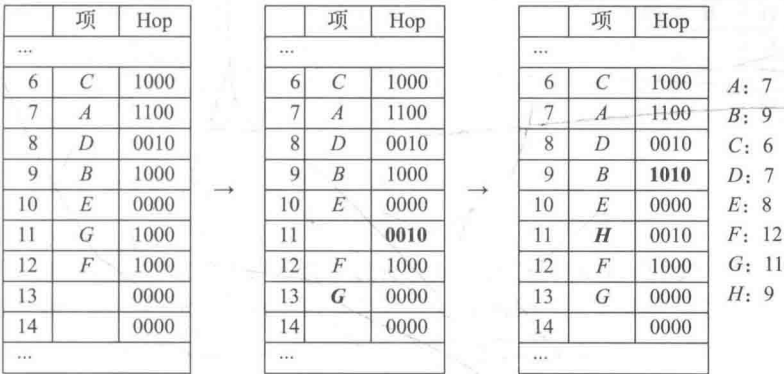 项 Hop 项 Hop 项 Hop
... ... ...
6 C 1000 6 C 1000 6 C 1000 A: 7
7 A 1100 7 A 1100 7 A 1100 B: 9
8 D 0010 8 D 0010 8 D 0010 C: 6
9 B 1000 9 B 1000 9 B 1010 D: 7
10 E 0000 → 10 E 0000 → 10 E 0000 E: 8
11 G 1000 11 0010 11 H 0010 F: 12
12 F 1000 12 F 1000 12 F 1000 G: 11
13 0000 13 G 0000 13 G 0000 H: 9
14 0000 14 0000 14 0000
... ... ...